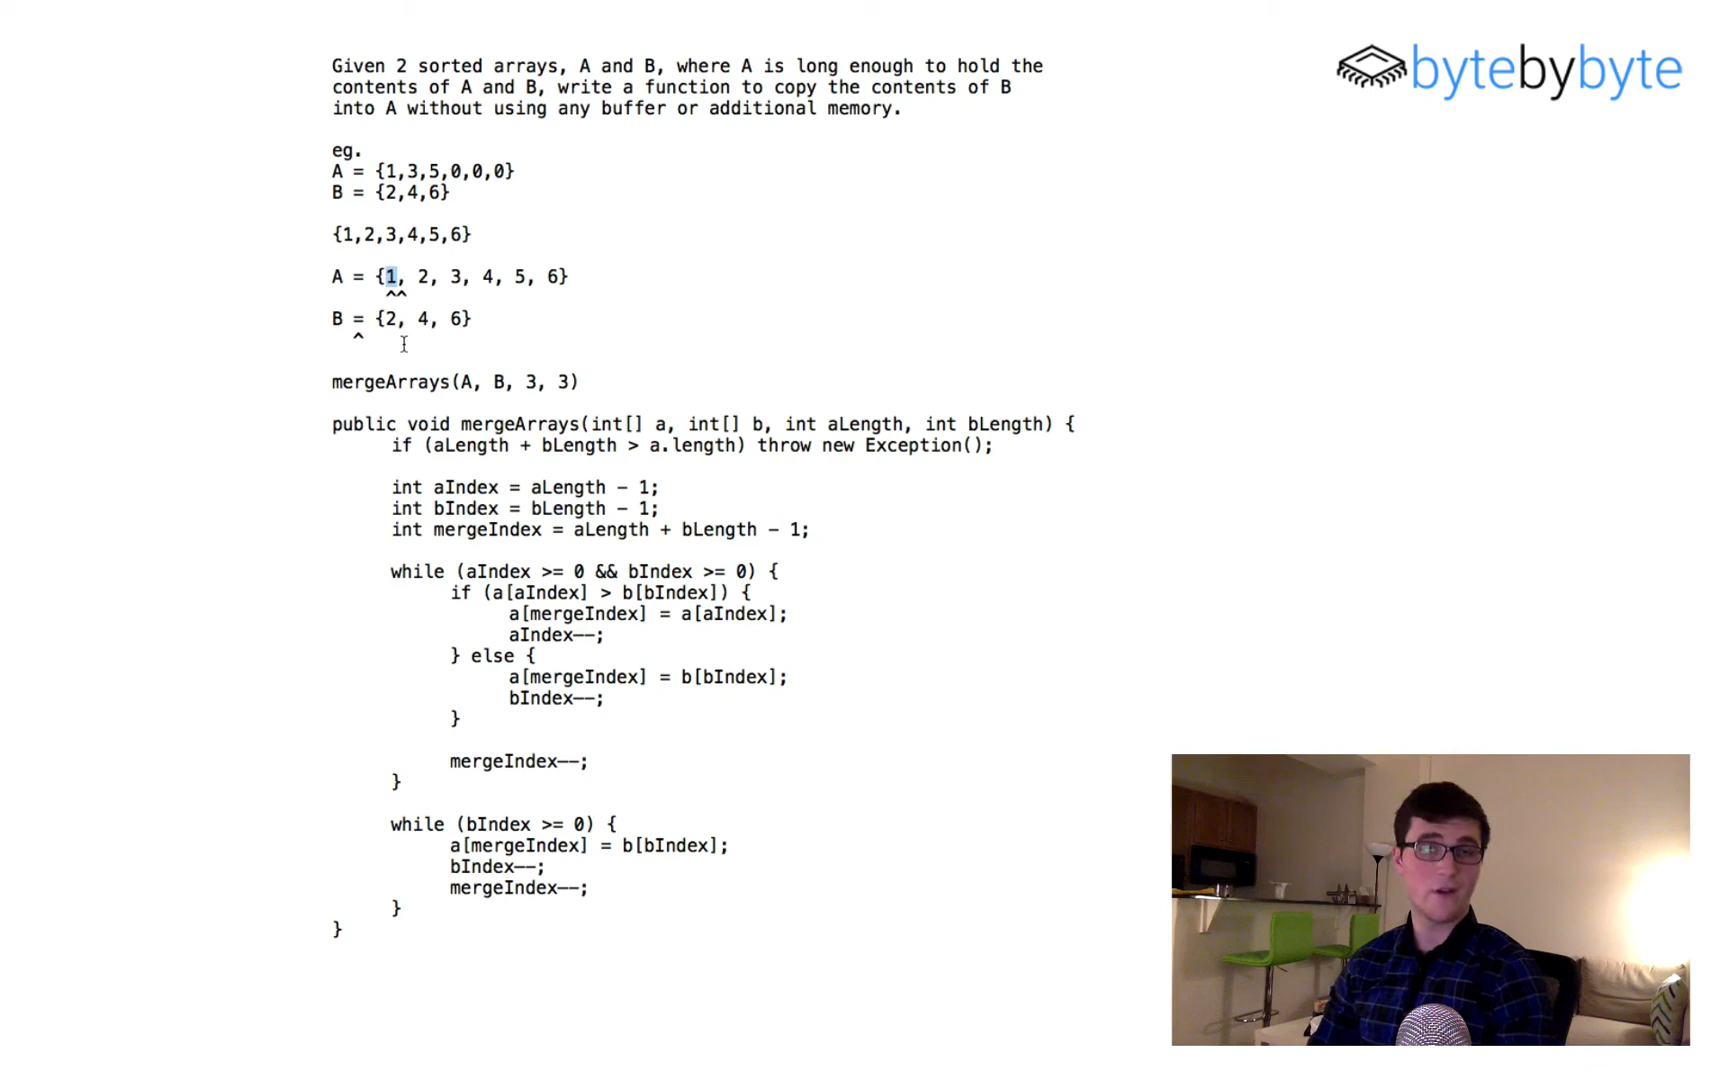 bytebybyte
Given 2 sorted arrays, A and B, where A is long enough to hold the
contents of A and B, write a function to copy the contents of B
into A without using any buffer or additional memory.
eg.
A = {1,3,5,0,0,0}
B = {2,4,6}
{1,2,3,4,5,6}
A = {1, 2, 3, 4, 5, 6}
^^
B = {2, 4, 6}
^
mergeArrays(A, B, 3, 3)
public void mergeArrays(int[] a, int[] b, int aLength, int bLength) {
if (aLength + bLength > a.length) throw new Exception();
int aIndex = aLength - 1;
int bIndex = bLength - 1;
int mergeIndex = aLength + bLength - 1;
while (aIndex >= 0 && bIndex >= 0) {
if (a[aIndex] > b[bIndex]) {
a[mergeIndex] = a[aIndex];
aIndex--;
} else {
a[mergeIndex] = b[bIndex];
bIndex--;
}
mergeIndex--;
}
while (bIndex >= 0) {
a[mergeIndex] = b[bIndex];
bIndex--;
mergeIndex--;
}
}